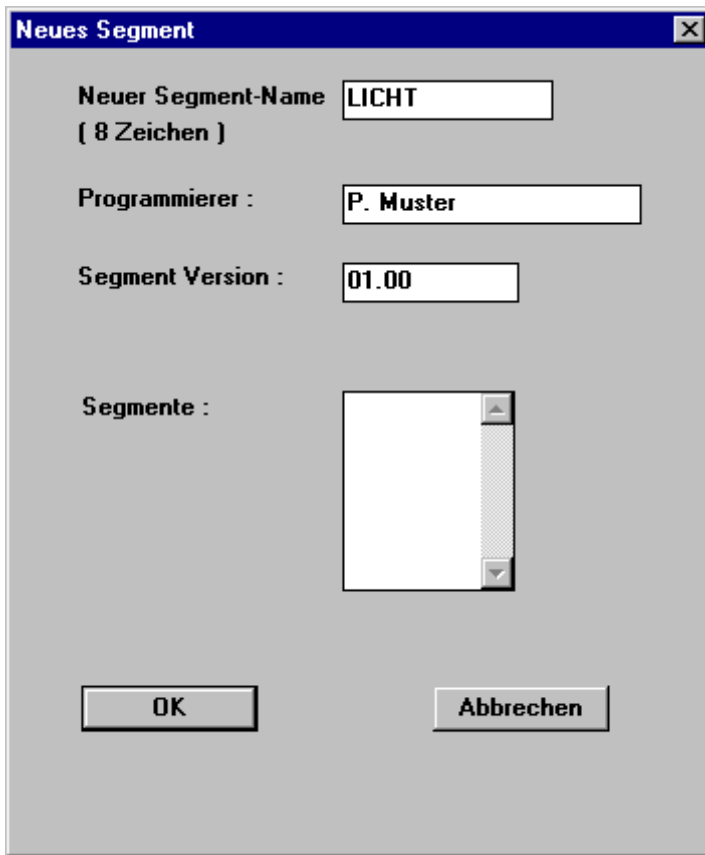 Neues Segment
Neuer Segment-Name LICHT
( 8 Zeichen )
Programmierer : P. Muster
Segment Version : 01.00
Segmente :
OK Abbrechen